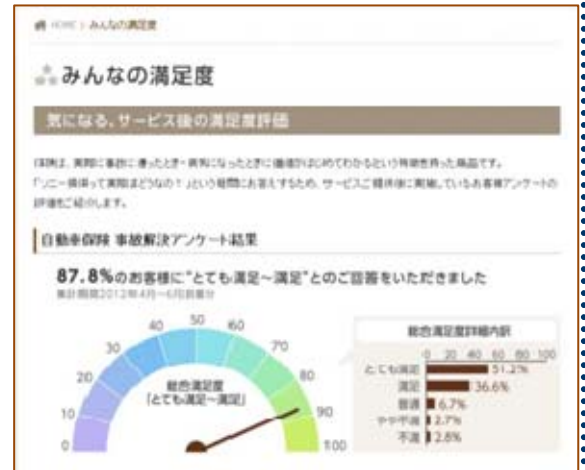 HOME > みんなの満足度
みんなの満足度
気になる、サービス後の満足度評価
保険は、実際に事故に遭ったとき・病気になったときに価値がはじめてわかるという特徴を持った商品です。
「ソニー損保って実際はどうなの？」という疑問にお答えするため、サービスご提供後に実施しているお客様アンケートの
評価をご紹介します。
自動車保険 事故解決アンケート結果
87.8%のお客様に"とても満足～満足"とのご回答をいただきました
集計期間2012年4月～6月回答分
0
10
20
30
40
50
60
70
80
90
100
総合満足度
「とても満足～満足」
総合満足度詳細内訳
0 20 40 60 80 100
とても満足 51.2%
満足 36.6%
普通 6.7%
やや不満 2.7%
不満 2.8%